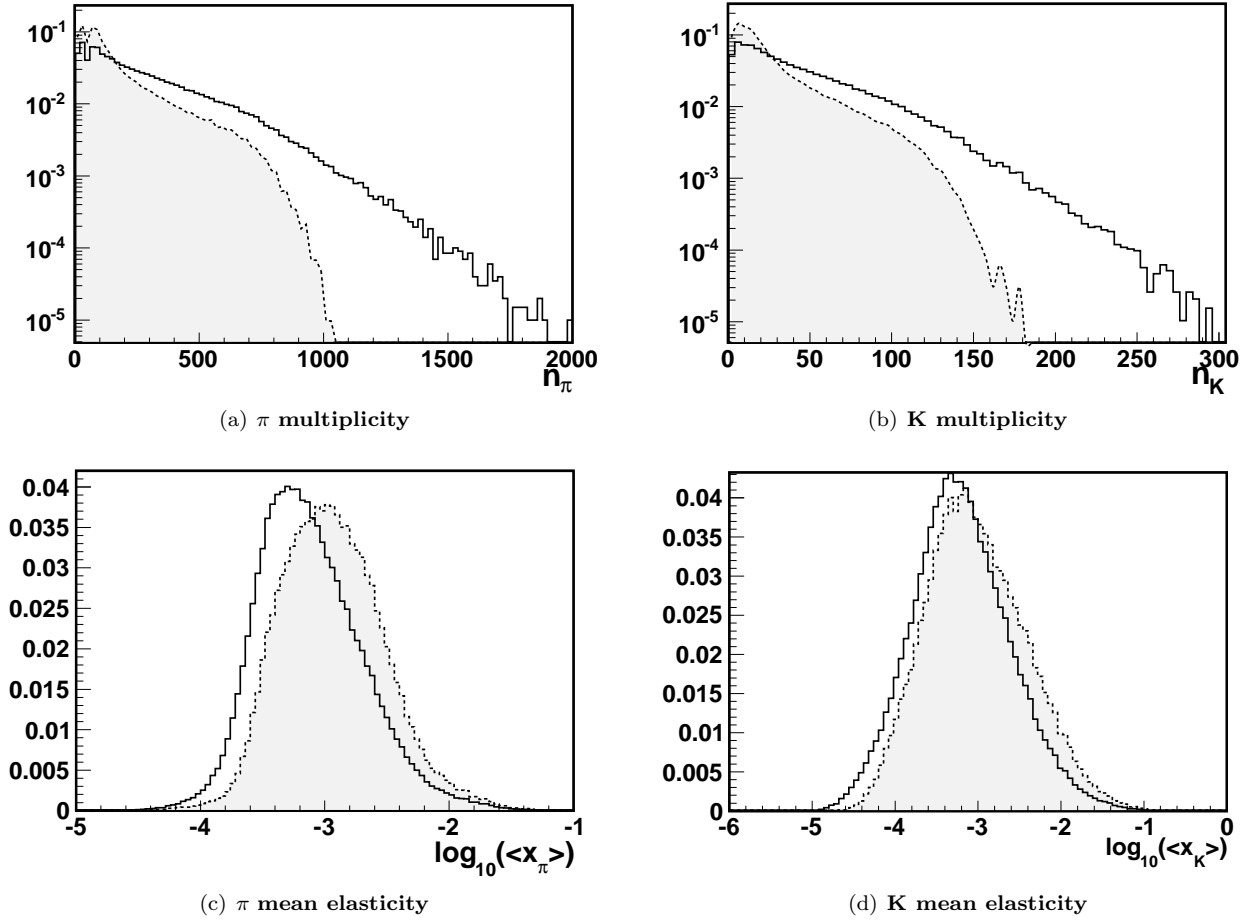 10^-1
10^-2
10^-3
10^-4
10^-5
0 500 1000 1500 2000
n_π
(a) π multiplicity
10^-1
10^-2
10^-3
10^-4
10^-5
0 50 100 150 200 250 300
n_K
(b) K multiplicity
0.04
0.035
0.03
0.025
0.02
0.015
0.01
0.005
0
-5 -4 -3 -2 -1
log_10(<x_π>)
(c) π mean elasticity
0.04
0.035
0.03
0.025
0.02
0.015
0.01
0.005
0
-6 -5 -4 -3 -2 -1 0
log_10(<x_K>)
(d) K mean elasticity